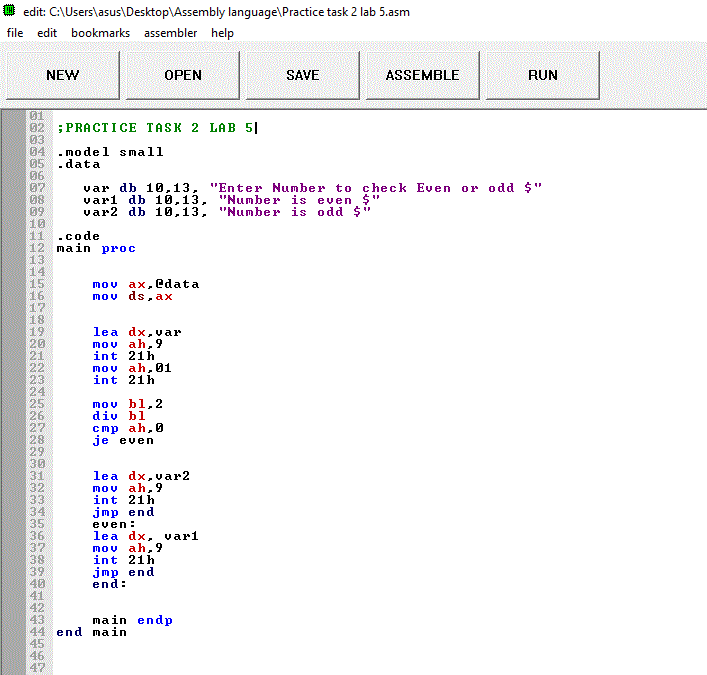 edit: C:\Users\asus\Desktop\Assembly language\Practice task 2 lab 5.asm
file edit bookmarks assembler help
NEW OPEN SAVE ASSEMBLE RUN
01
02 ;PRACTICE TASK 2 LAB 5
03
04 .model small
05 .data
06
07 var db 10,13, "Enter Number to check Even or odd $"
08 var1 db 10,13, "Number is even $"
09 var2 db 10,13, "Number is odd $"
10
11 .code
12 main proc
13
14
15 mov ax,@data
16 mov ds,ax
17
18
19 lea dx,var
20 mov ah,9
21 int 21h
22 mov ah,01
23 int 21h
24
25 mov bl,2
26 div bl
27 cmp ah,0
28 je even
29
30
31 lea dx,var2
32 mov ah,9
33 int 21h
34 jmp end
35 even:
36 lea dx, var1
37 mov ah,9
38 int 21h
39 jmp end
40 end:
41
42
43 main endp
44 end main
45
46
47